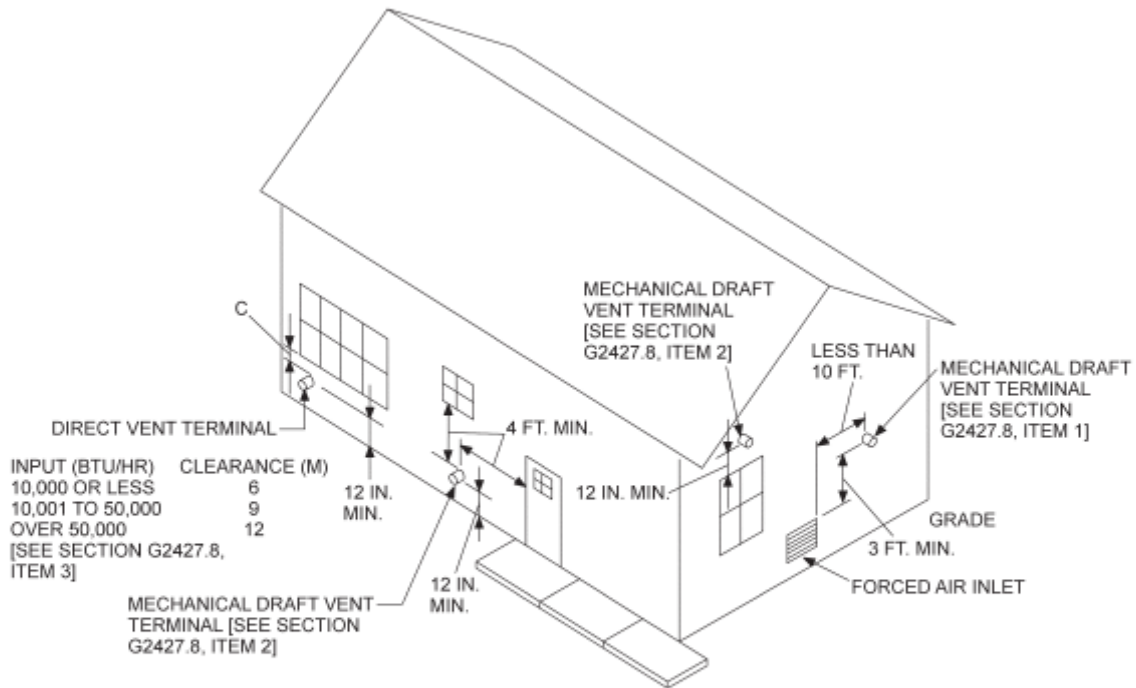 MECHANICAL DRAFT
VENT TERMINAL
[SEE SECTION
G2427.8, ITEM 2]
LESS THAN
10 FT.
MECHANICAL DRAFT
VENT TERMINAL
[SEE SECTION
G2427.8, ITEM 1]
C
DIRECT VENT TERMINAL
4 FT. MIN.
INPUT (BTU/HR) CLEARANCE (M)
10,000 OR LESS 6
10,001 TO 50,000 9
OVER 50,000 12
[SEE SECTION G2427.8,
ITEM 3]
12 IN.
MIN.
12 IN. MIN.
GRADE
3 FT. MIN.
FORCED AIR INLET
12 IN.
MIN.
MECHANICAL DRAFT VENT
TERMINAL [SEE SECTION
G2427.8, ITEM 2]